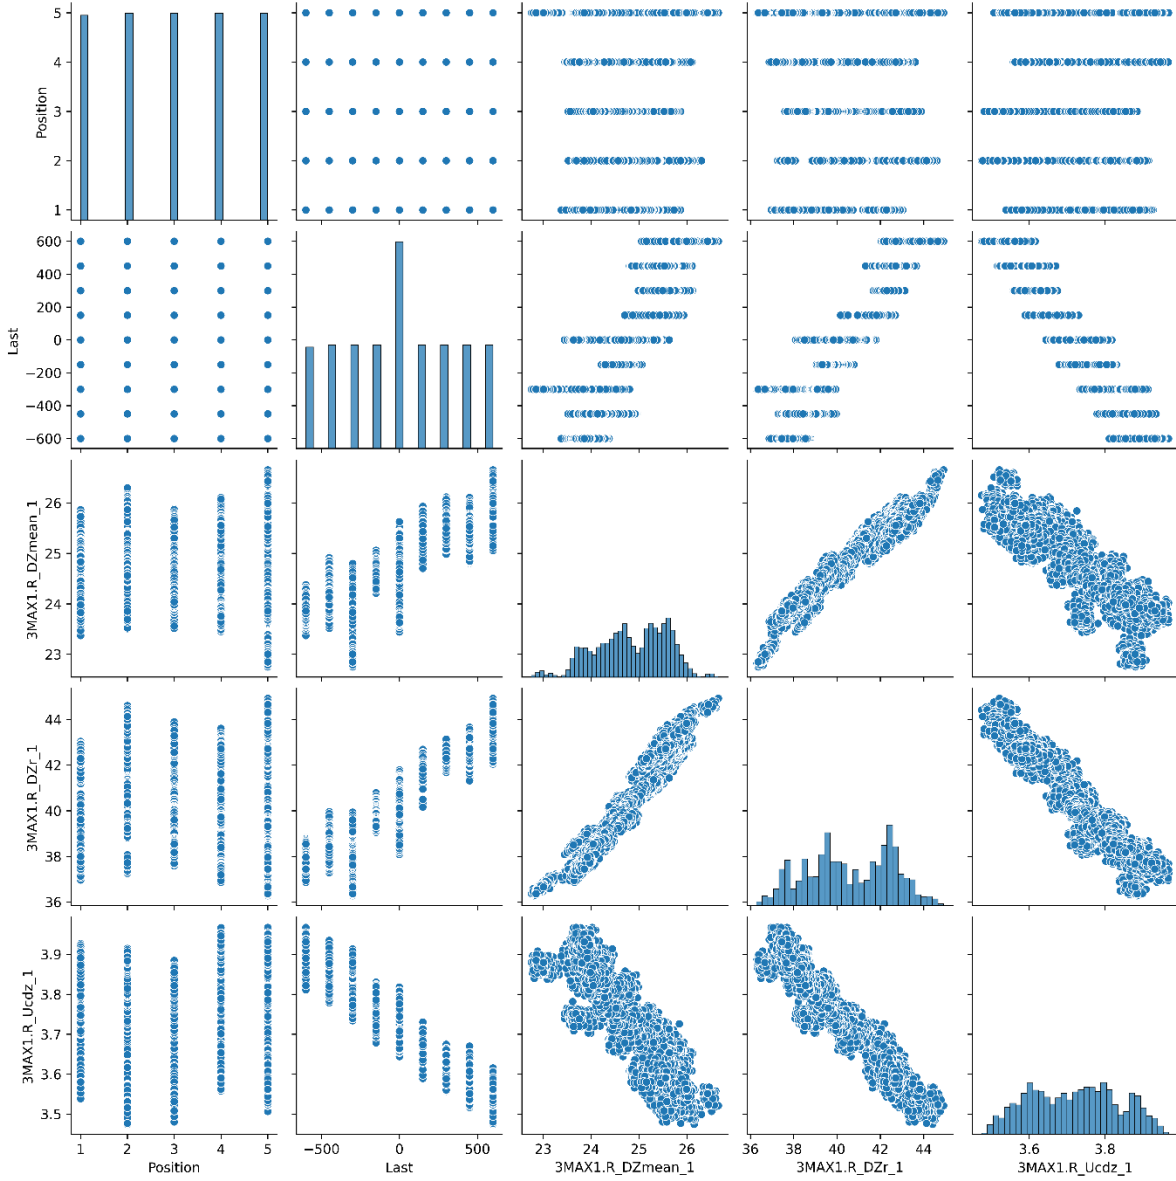 5
4
3
2
1
Position
600
400
200
0
−200
−400
−600
Last
26
25
24
23
3MAX1.R_DZmean_1
44
42
40
38
36
3MAX1.R_DZr_1
3.9
3.8
3.7
3.6
3.5
3MAX1.R_Ucdz_1
1 2 3 4 5
−500 0 500
23 24 25 26
36 38 40 42 44
3.6 3.8
Position
Last
3MAX1.R_DZmean_1
3MAX1.R_DZr_1
3MAX1.R_Ucdz_1